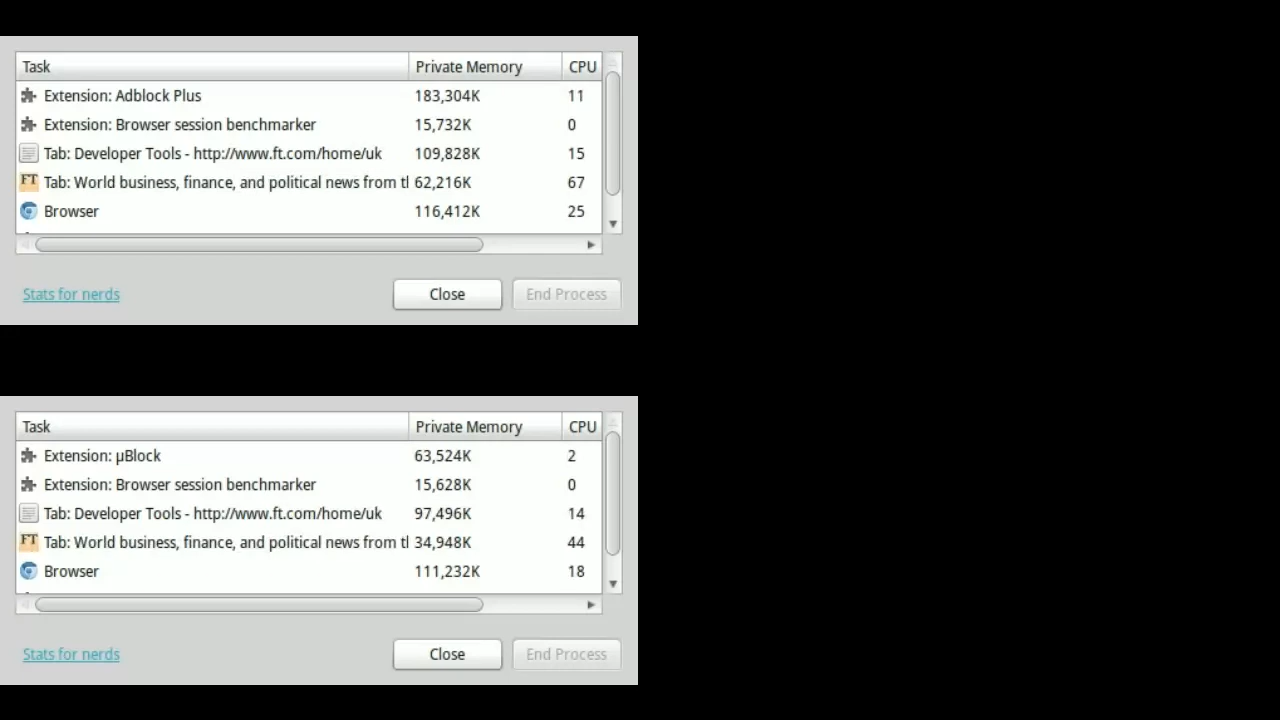 Task Private Memory CPU
Extension: Adblock Plus 183,304K 11
Extension: Browser session benchmarker 15,732K 0
Tab: Developer Tools - http://www.ft.com/home/uk 109,828K 15
FT Tab: World business, finance, and political news from 62,216K 67
Browser 116,412K 25
Stats for nerds Close End Process
Task Private Memory CPU
Extension: µBlock 63,524K 2
Extension: Browser session benchmarker 15,628K 0
Tab: Developer Tools - http://www.ft.com/home/uk 97,496K 14
FT Tab: World business, finance, and political news from 34,948K 44
Browser 111,232K 18
Stats for nerds Close End Process